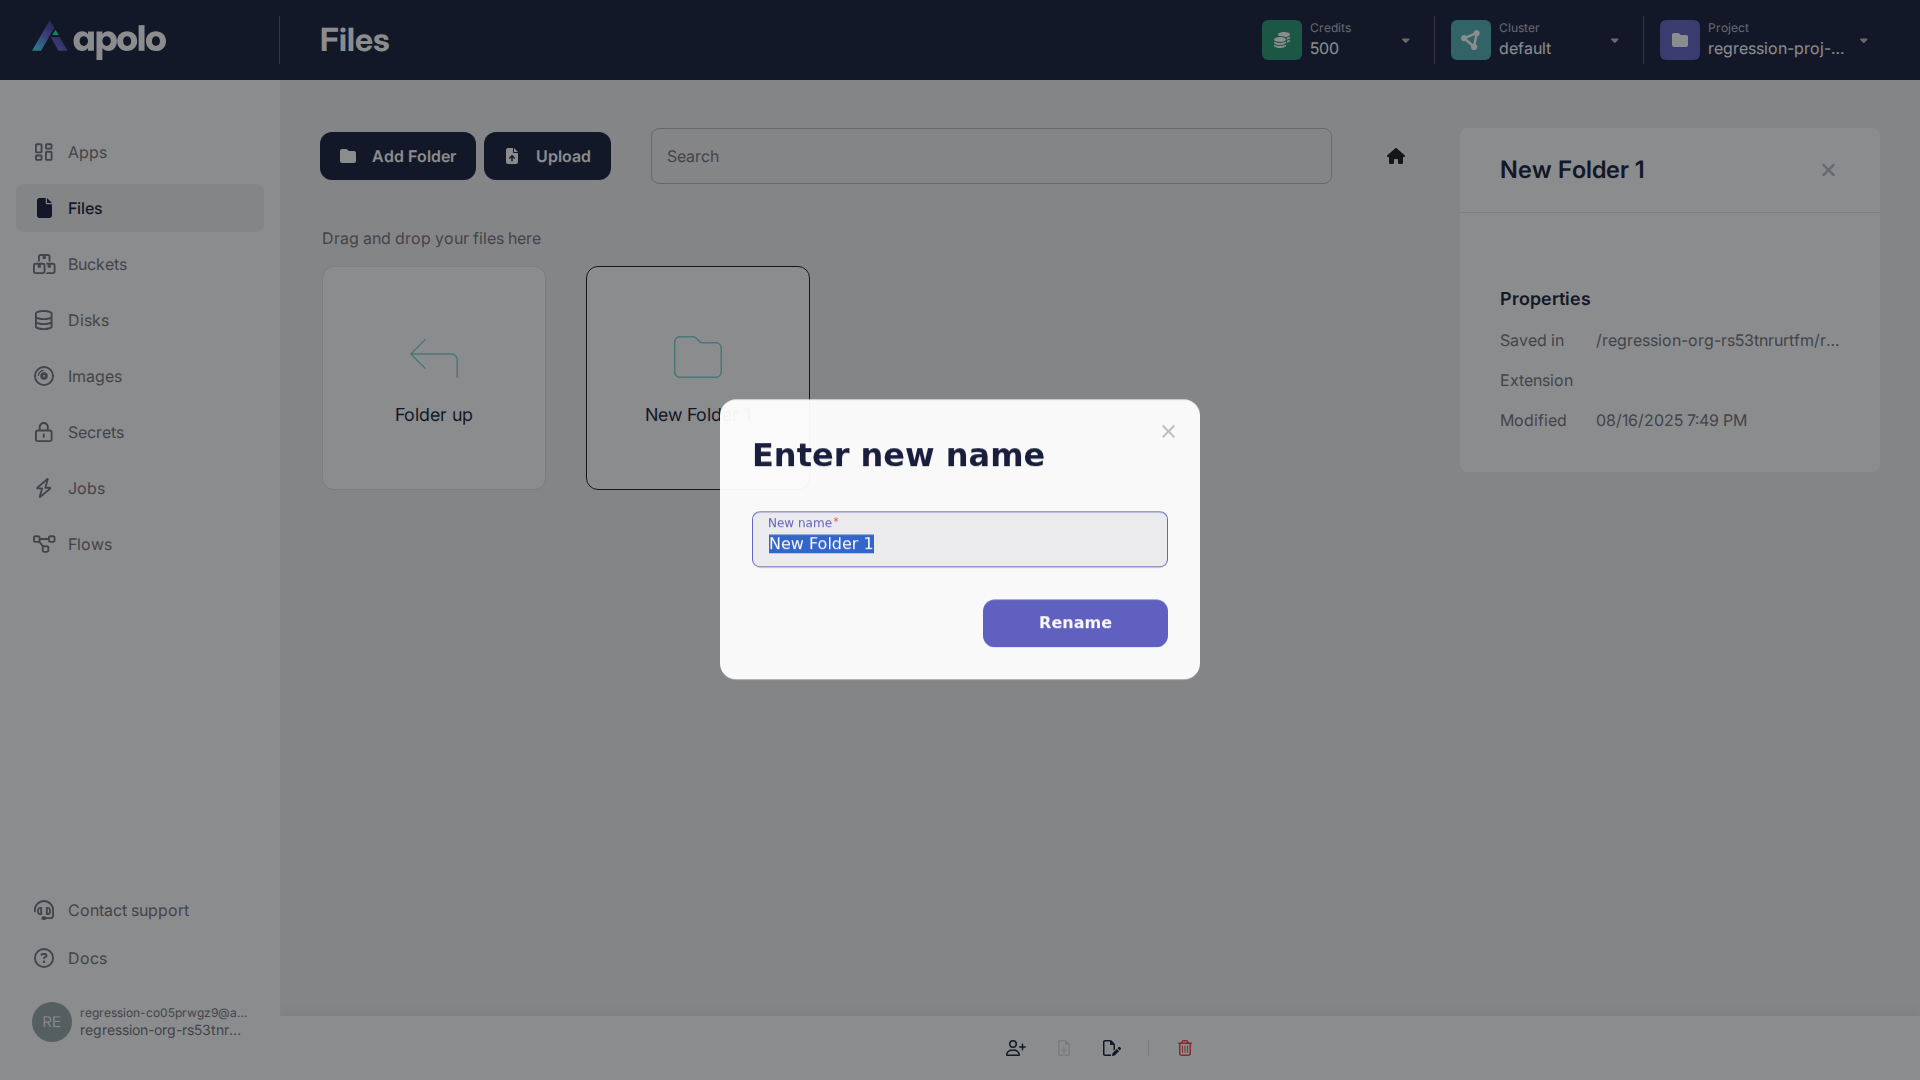 apolo
Files
Credits
500
Cluster
default
Project
regression-proj-...
Apps
Files
Buckets
Disks
Images
Secrets
Jobs
Flows
Contact support
Docs
RE
regression-co05prwgz9@a...
regression-org-rs53tnr...
Add Folder
Upload
Search
Drag and drop your files here
Folder up
New Folder 1
New Folder 1
Properties
Saved in /regression-org-rs53tnrurtfm/r...
Extension
Modified 08/16/2025 7:49 PM
Enter new name
New name*
New Folder 1
Rename